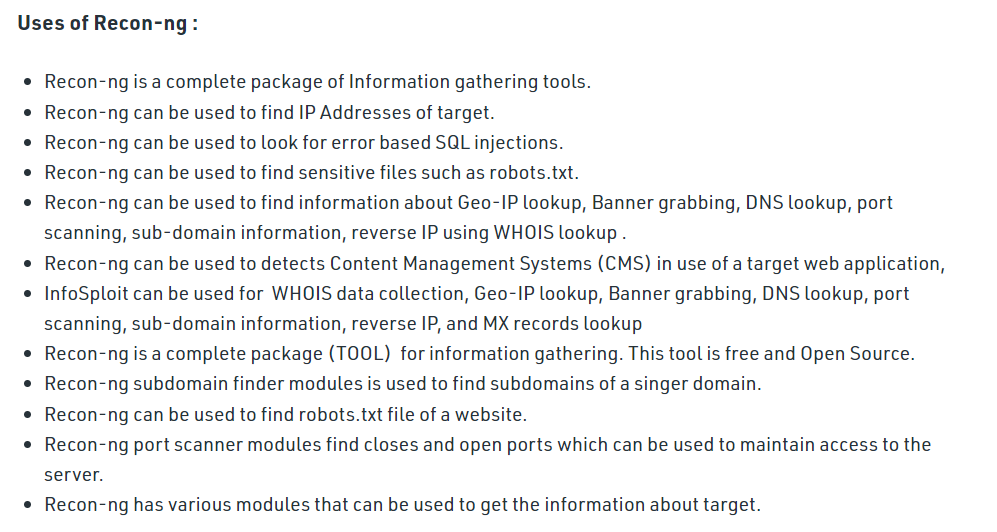 Uses of Recon-ng :
• Recon-ng is a complete package of Information gathering tools.
• Recon-ng can be used to find IP Addresses of target.
• Recon-ng can be used to look for error based SQL injections.
• Recon-ng can be used to find sensitive files such as robots.txt.
• Recon-ng can be used to find information about Geo-IP lookup, Banner grabbing, DNS lookup, port
scanning, sub-domain information, reverse IP using WHOIS lookup .
• Recon-ng can be used to detects Content Management Systems (CMS) in use of a target web application,
• InfoSploit can be used for  WHOIS data collection, Geo-IP lookup, Banner grabbing, DNS lookup, port
scanning, sub-domain information, reverse IP, and MX records lookup
• Recon-ng is a complete package (TOOL)  for information gathering. This tool is free and Open Source.
• Recon-ng subdomain finder modules is used to find subdomains of a singer domain.
• Recon-ng can be used to find robots.txt file of a website.
• Recon-ng port scanner modules find closes and open ports which can be used to maintain access to the
server.
• Recon-ng has various modules that can be used to get the information about target.